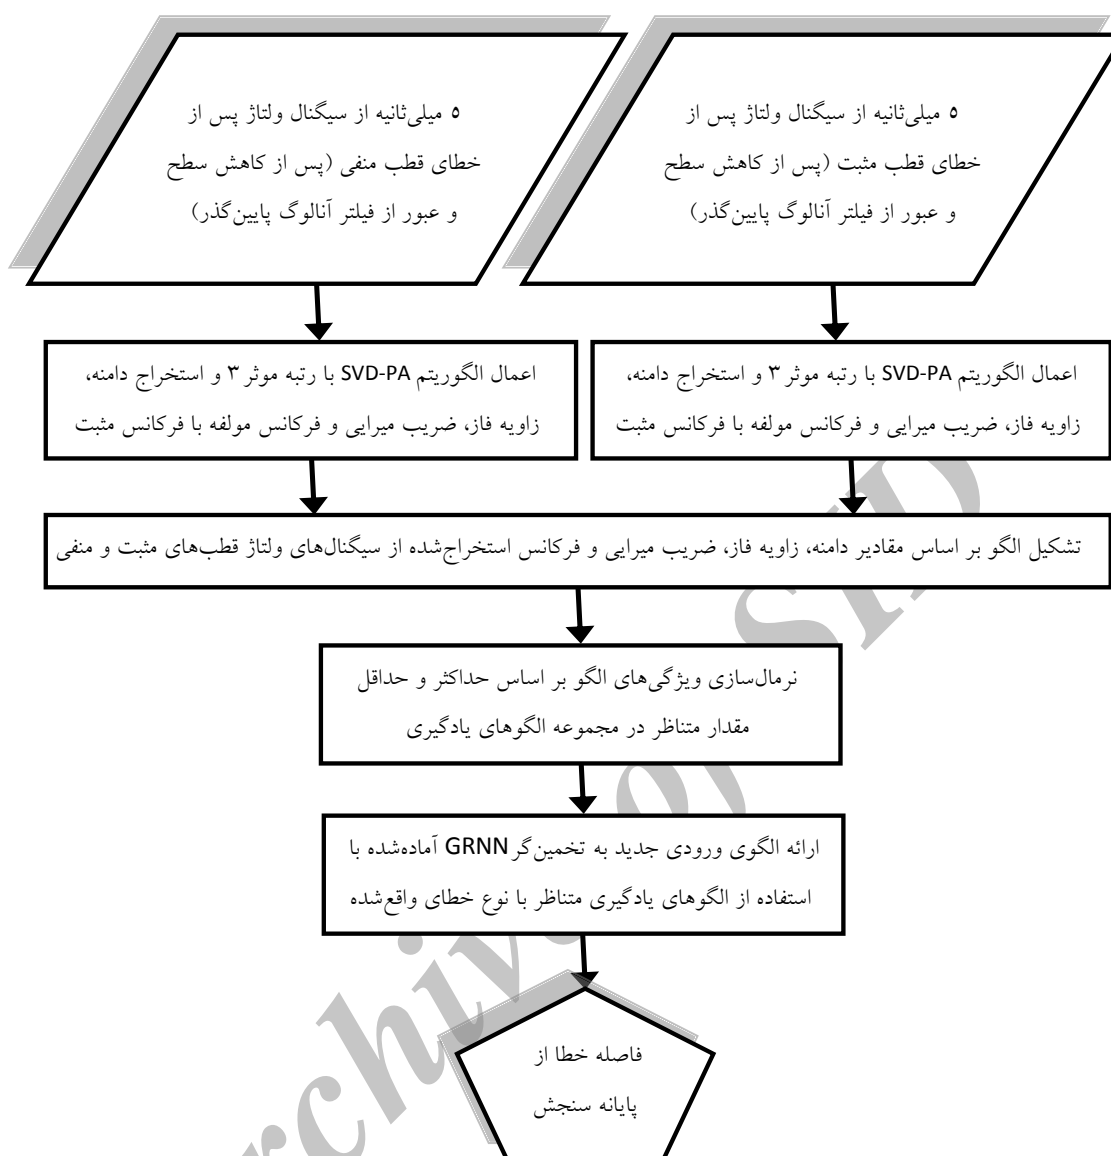 ۵ میلی‌ثانیه از سیگنال ولتاژ پس از
خطای قطب مثبت (پس از کاهش سطح
و عبور از فیلتر آنالوگ پایین‌گذر)
۵ میلی‌ثانیه از سیگنال ولتاژ پس از
خطای قطب منفی (پس از کاهش سطح
و عبور از فیلتر آنالوگ پایین‌گذر)
اعمال الگوریتم SVD-PA با رتبه موثر ۳ و استخراج دامنه،
زاویه فاز، ضریب میرایی و فرکانس مولفه با فرکانس مثبت
اعمال الگوریتم SVD-PA با رتبه موثر ۳ و استخراج دامنه،
زاویه فاز، ضریب میرایی و فرکانس مولفه با فرکانس مثبت
تشکیل الگو بر اساس مقادیر دامنه، زاویه فاز، ضریب میرایی و فرکانس استخراج‌شده از سیگنال‌های ولتاژ قطب‌های مثبت و منفی
نرمال‌سازی ویژگی‌های الگو بر اساس حداکثر و حداقل
مقدار متناظر در مجموعه الگوهای یادگیری
ارائه الگوی ورودی جدید به تخمین‌گر GRNN آماده‌شده با
استفاده از الگوهای یادگیری متناظر با نوع خطای واقع‌شده
فاصله خطا از
پایانه سنجش
Archive of SID